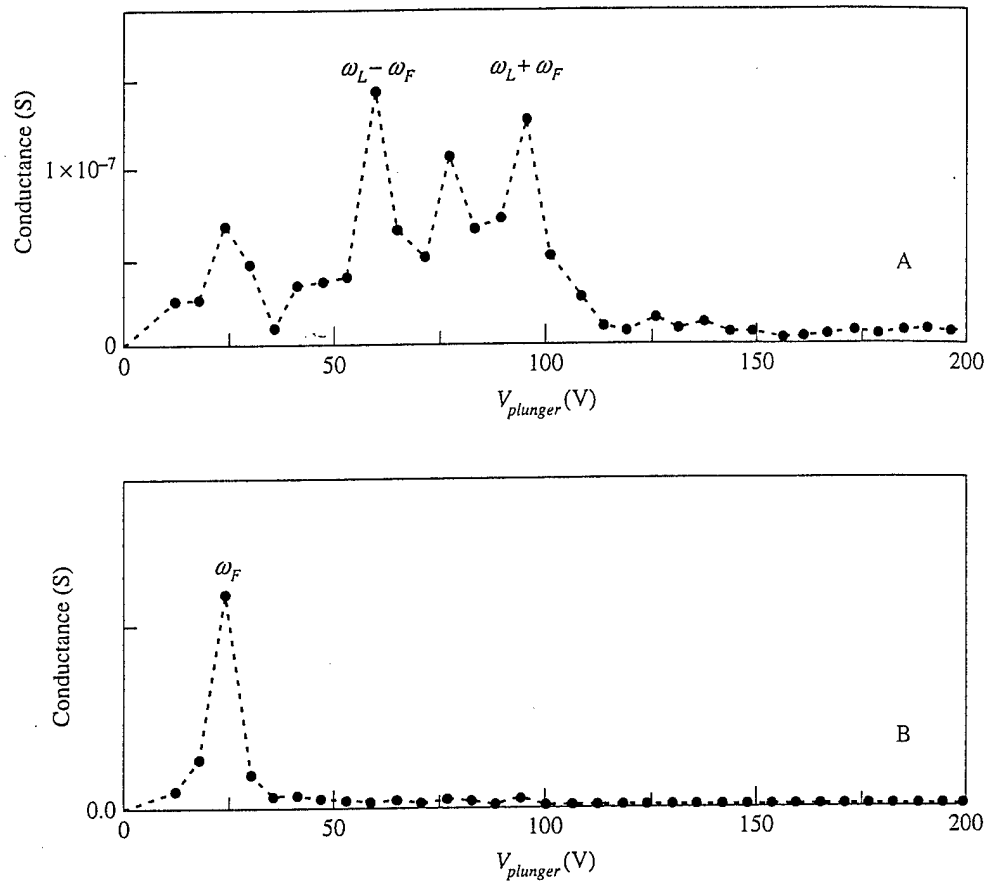 ω_L − ω_F ω_L + ω_F
Conductance (S)
1×10⁻⁷
0
A
0 50 100 150 200
V_plunger (V)
ω_F
Conductance (S)
0.0
B
0 50 100 150 200
V_plunger (V)